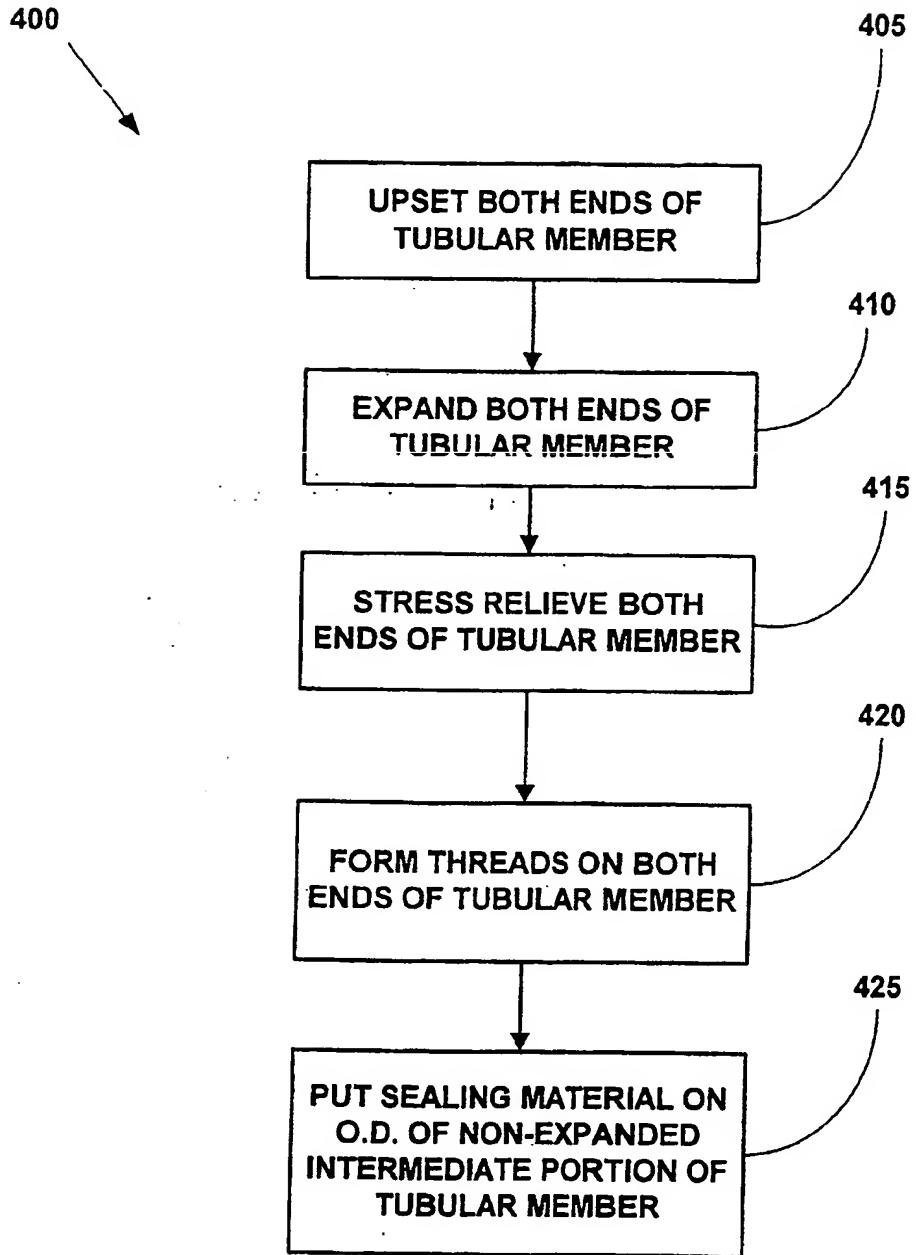 400
405
UPSET BOTH ENDS OF
TUBULAR MEMBER
410
EXPAND BOTH ENDS OF
TUBULAR MEMBER
415
STRESS RELIEVE BOTH
ENDS OF TUBULAR MEMBER
420
FORM THREADS ON BOTH
ENDS OF TUBULAR MEMBER
425
PUT SEALING MATERIAL ON
O.D. OF NON-EXPANDED
INTERMEDIATE PORTION OF
TUBULAR MEMBER